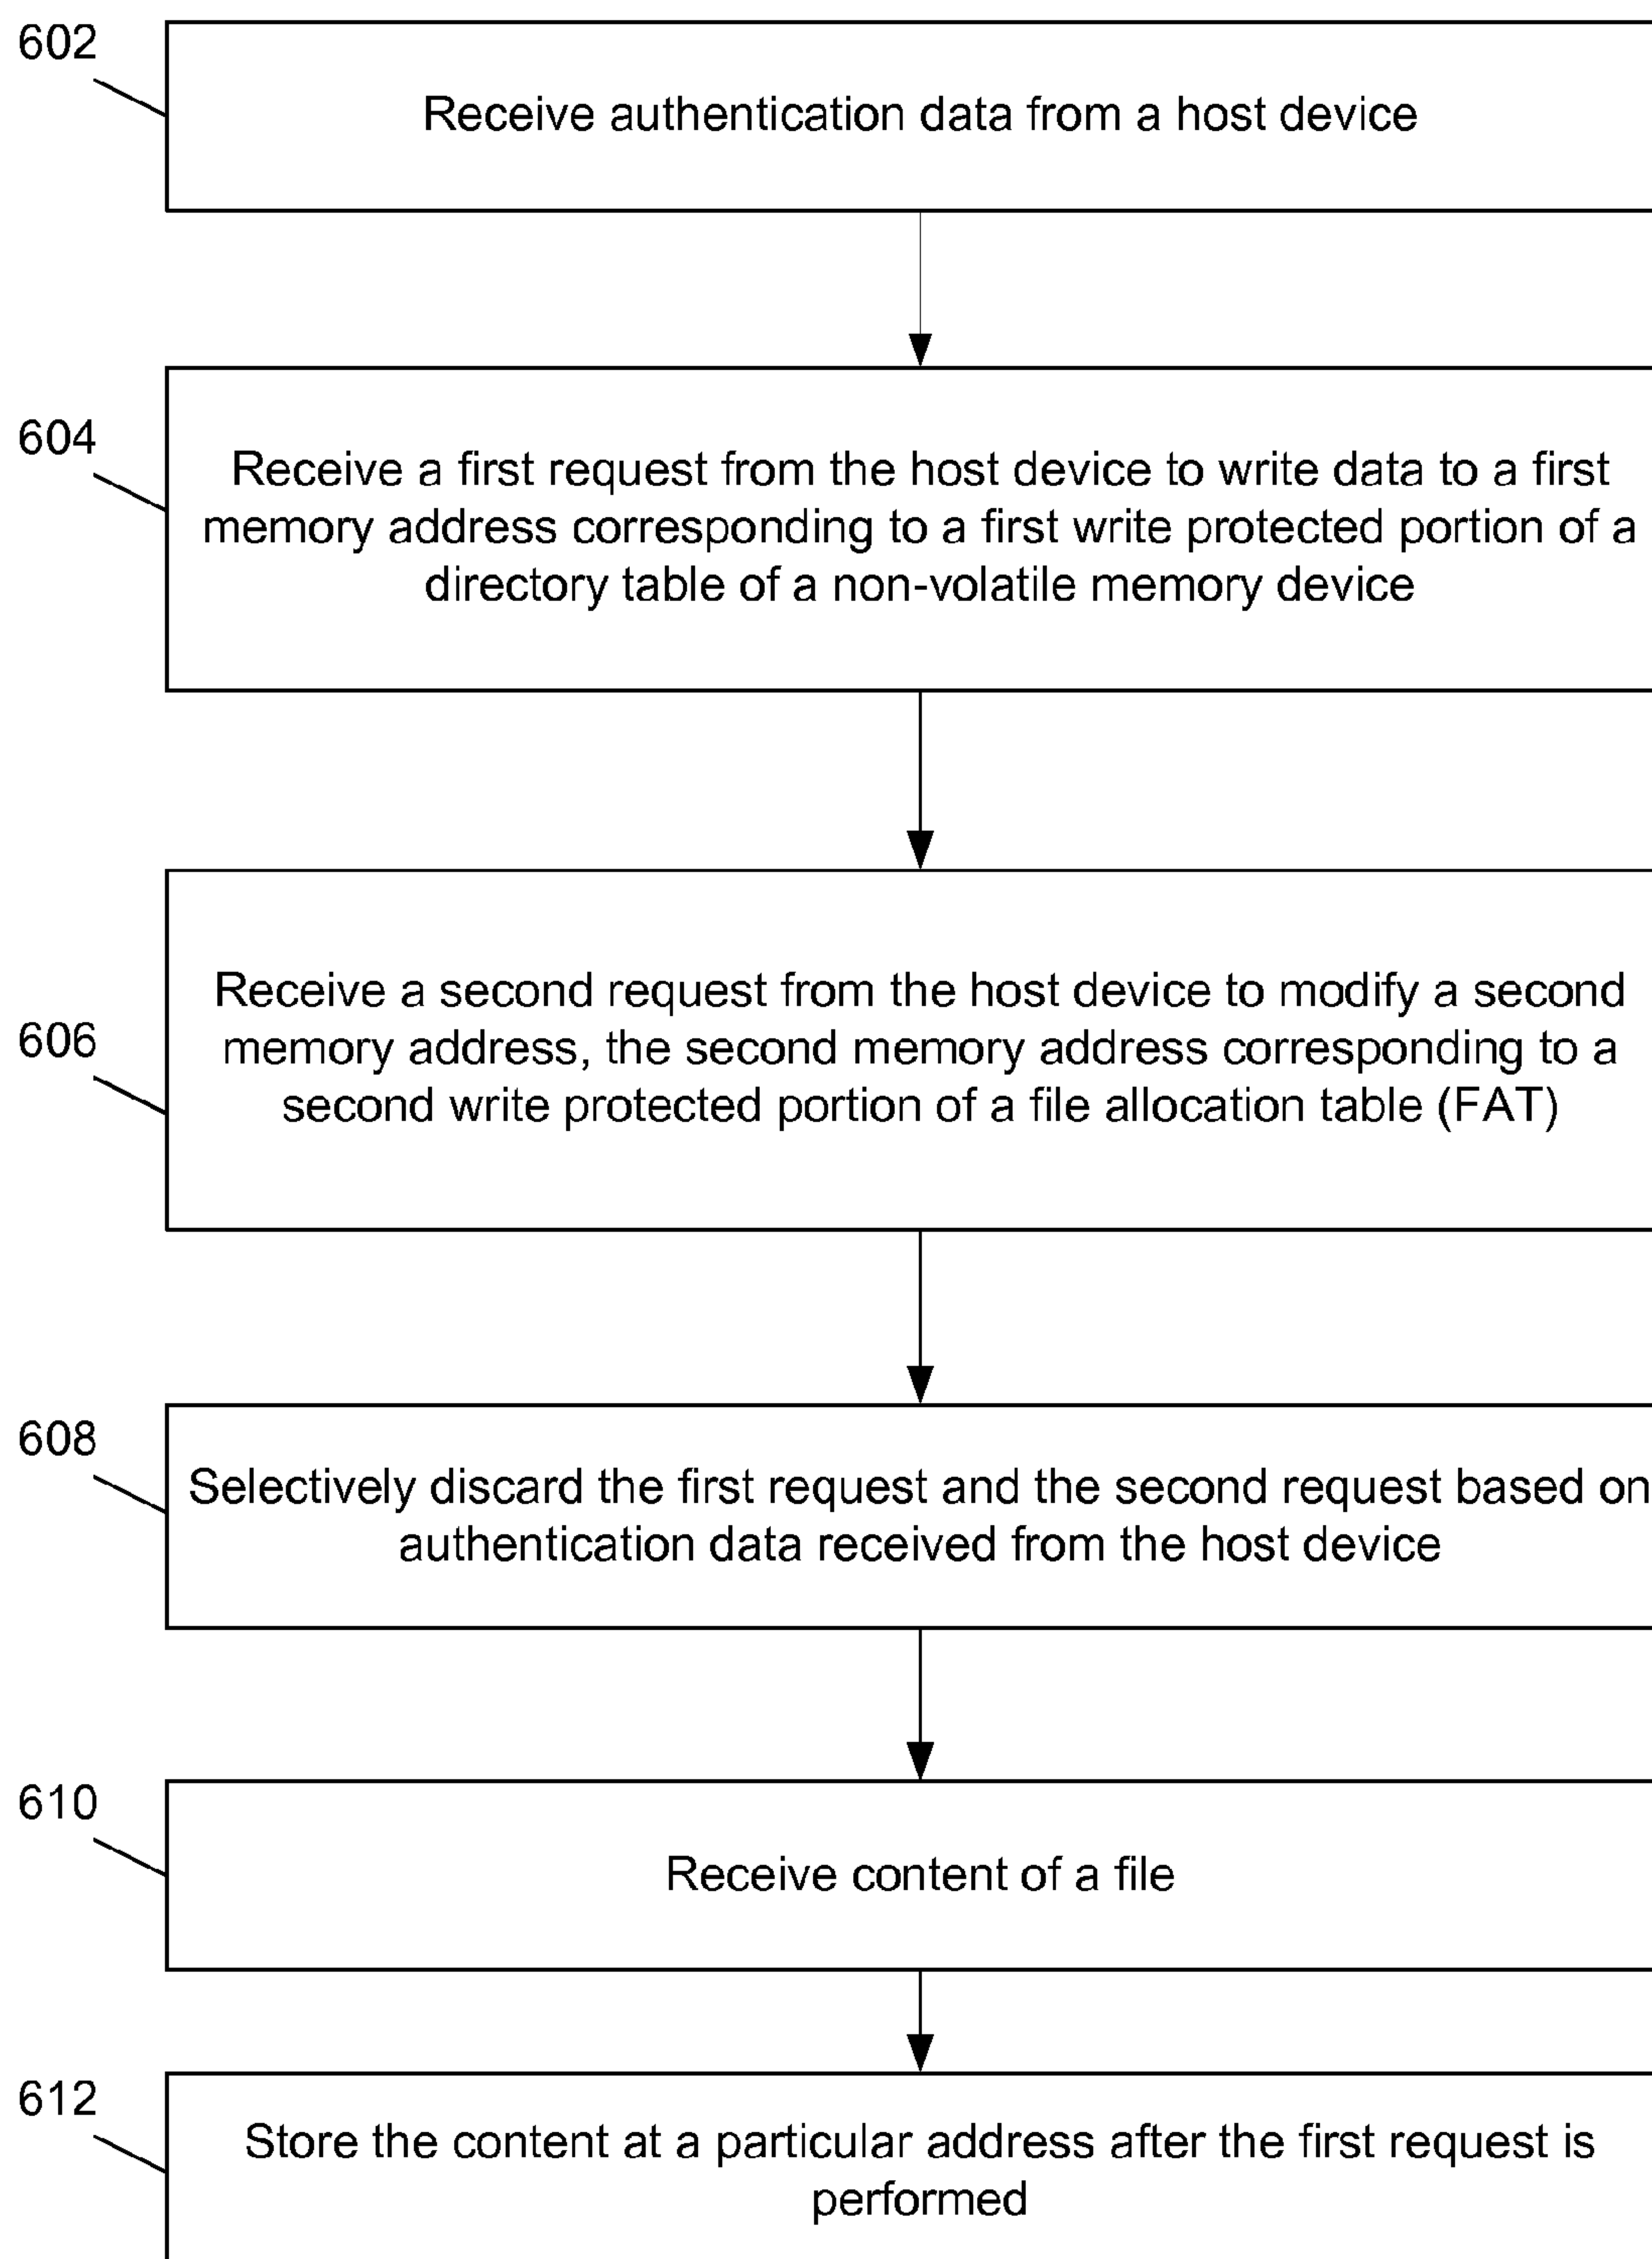 602
Receive authentication data from a host device
604
Receive a first request from the host device to write data to a first
memory address corresponding to a first write protected portion of a
directory table of a non-volatile memory device
606
Receive a second request from the host device to modify a second
memory address, the second memory address corresponding to a
second write protected portion of a file allocation table (FAT)
608
Selectively discard the first request and the second request based on
authentication data received from the host device
610
Receive content of a file
612
Store the content at a particular address after the first request is
performed